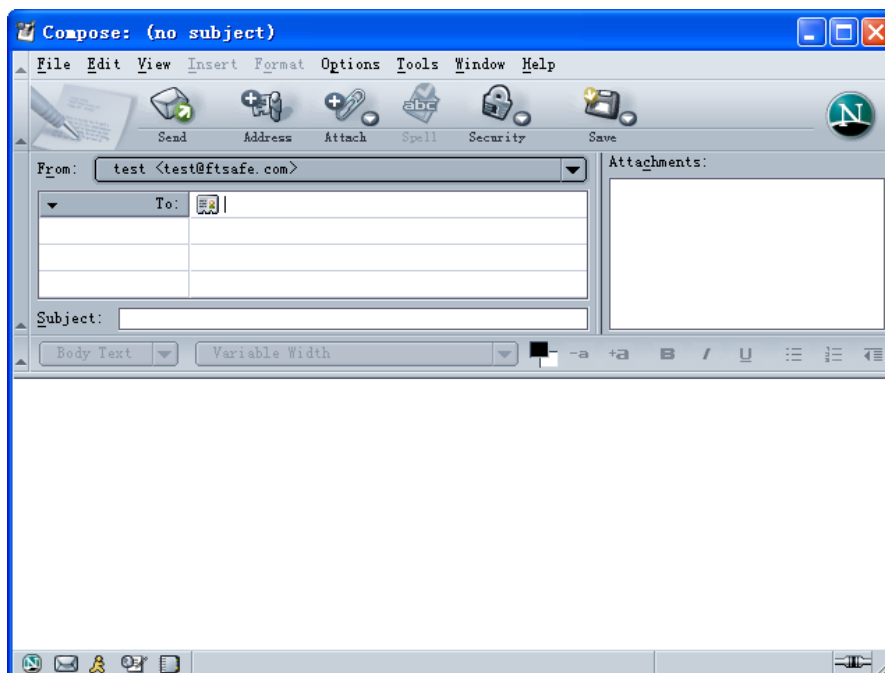 Compose: (no subject)
File Edit View Insert Format Options Tools Window Help
Send Address Attach Spell Security Save
N
From: test <test@ftsafe.com>
Attachments:
To:
Subject:
Body Text Variable Width -a +a B I U